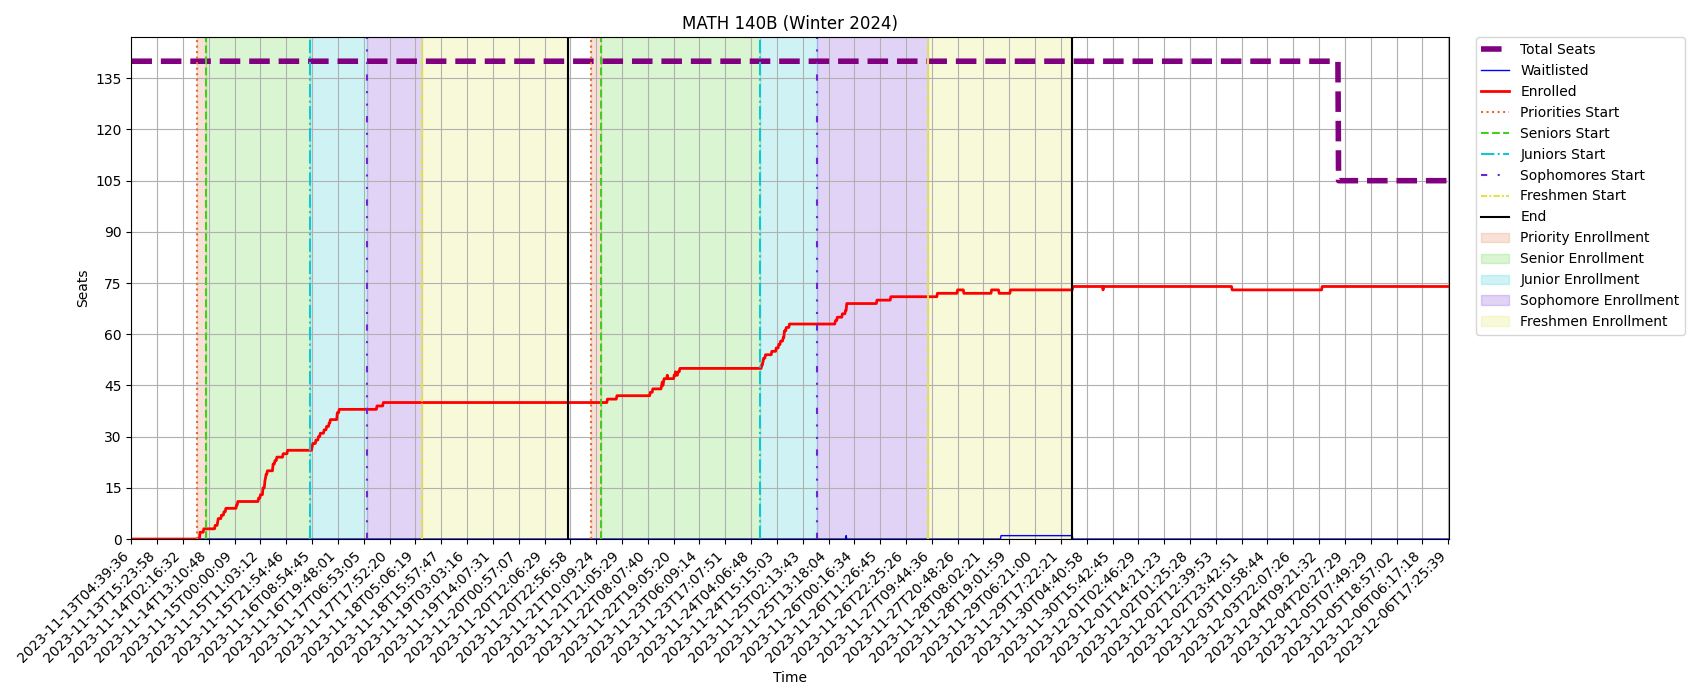 MATH 140B (Winter 2024)
Seats
135
120
105
90
75
60
45
30
15
0
2023-11-13T04:39:36
2023-11-13T15:23:58
2023-11-14T02:16:32
2023-11-14T13:10:48
2023-11-15T00:00:09
2023-11-15T11:03:12
2023-11-15T21:54:46
2023-11-16T08:54:45
2023-11-16T19:48:01
2023-11-17T06:53:05
2023-11-17T17:52:20
2023-11-18T05:06:19
2023-11-18T15:57:47
2023-11-19T03:03:16
2023-11-19T14:07:31
2023-11-20T00:57:07
2023-11-20T12:06:29
2023-11-20T22:56:58
2023-11-21T10:09:24
2023-11-21T21:05:29
2023-11-22T08:07:40
2023-11-22T19:05:20
2023-11-23T06:09:14
2023-11-23T17:07:51
2023-11-24T04:06:48
2023-11-24T15:15:03
2023-11-25T02:13:43
2023-11-25T13:18:04
2023-11-26T00:16:34
2023-11-26T11:26:45
2023-11-26T22:25:26
2023-11-27T09:44:36
2023-11-27T20:48:26
2023-11-28T08:02:21
2023-11-28T19:01:59
2023-11-29T06:21:00
2023-11-29T17:22:21
2023-11-30T04:40:58
2023-11-30T15:42:45
2023-12-01T02:46:29
2023-12-01T14:21:23
2023-12-02T01:25:28
2023-12-02T12:39:53
2023-12-02T23:42:51
2023-12-03T10:58:44
2023-12-03T22:07:26
2023-12-04T09:21:32
2023-12-04T20:27:29
2023-12-05T07:49:29
2023-12-05T18:57:02
2023-12-06T06:17:18
2023-12-06T17:25:39
Time
Total Seats
Waitlisted
Enrolled
Priorities Start
Seniors Start
Juniors Start
Sophomores Start
Freshmen Start
End
Priority Enrollment
Senior Enrollment
Junior Enrollment
Sophomore Enrollment
Freshmen Enrollment